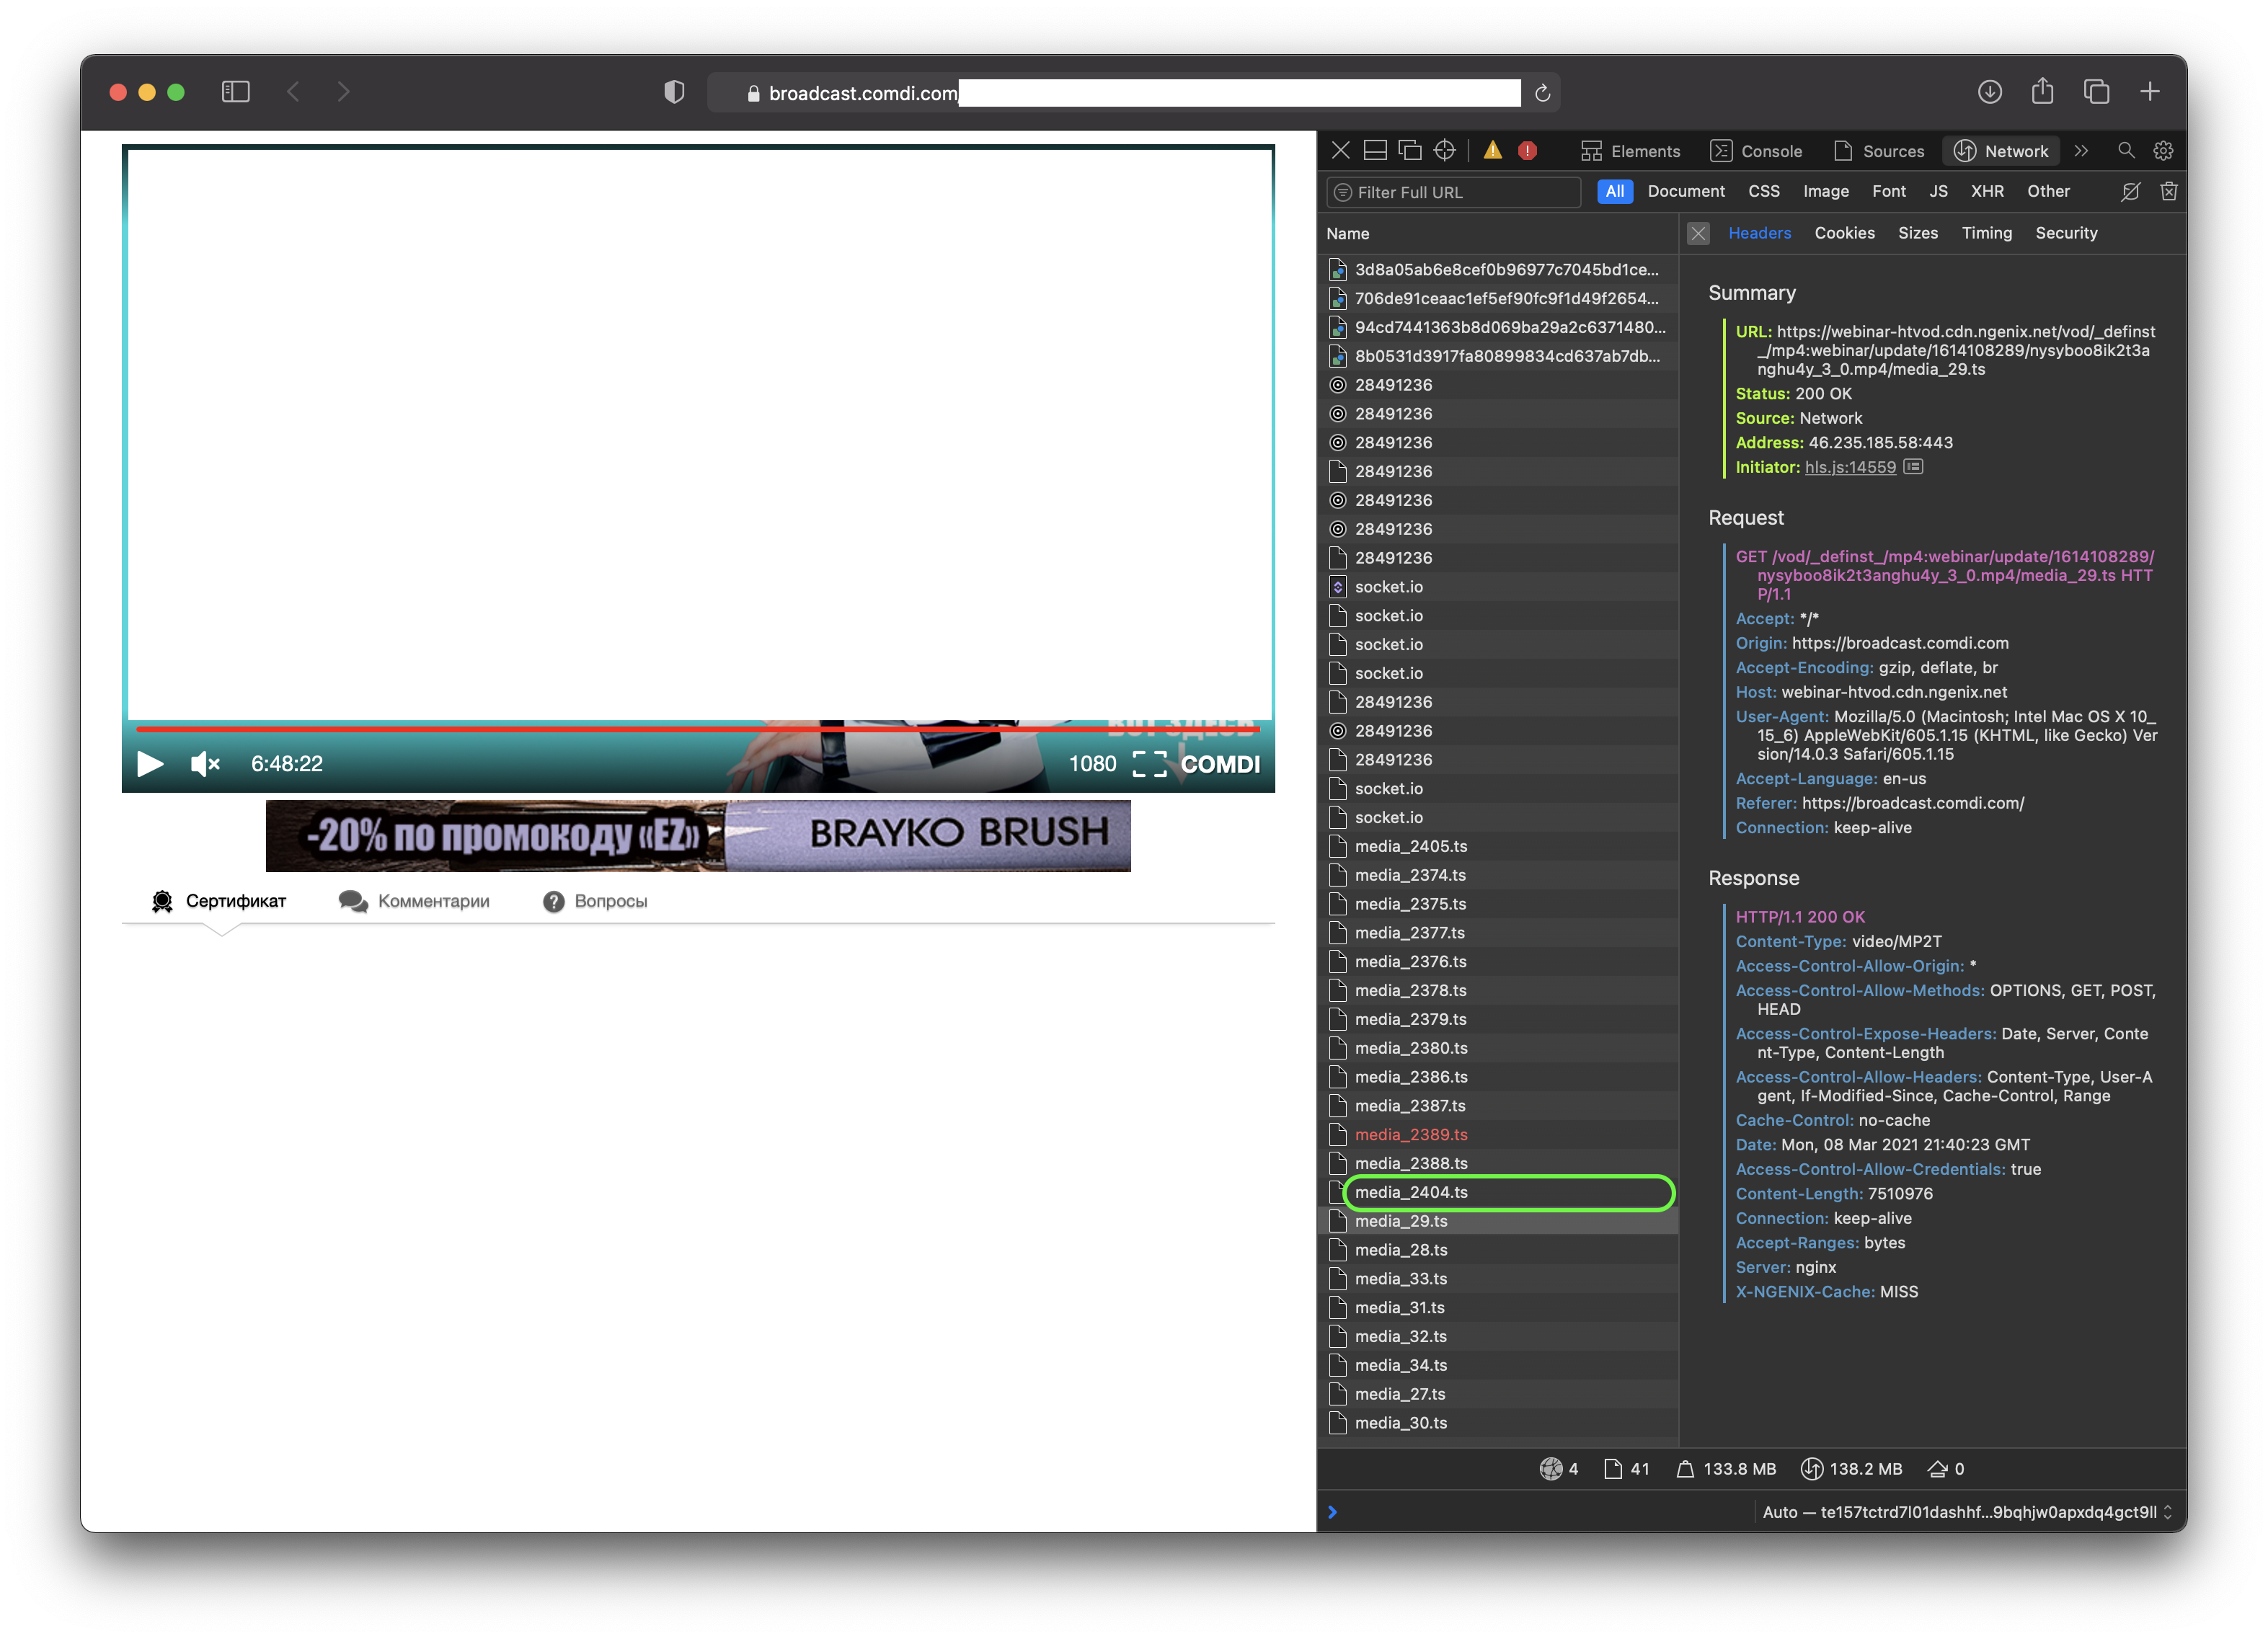 broadcast.comdi.com/
Elements
Console
Sources
Network
Filter Full URL
All
Document
CSS
Image
Font
JS
XHR
Other
Name
Headers
Cookies
Sizes
Timing
Security
3d8a05ab6e8cef0b96977c7045bd1ce...
706de91ceaac1ef5ef90fc9f1d49f2654...
94cd7441363b8d069ba29a2c6371480...
8b0531d3917fa80899834cd637ab7db...
28491236
28491236
28491236
28491236
28491236
28491236
28491236
socket.io
socket.io
socket.io
socket.io
28491236
28491236
28491236
socket.io
socket.io
media_2405.ts
media_2374.ts
media_2375.ts
media_2377.ts
media_2376.ts
media_2378.ts
media_2379.ts
media_2380.ts
media_2386.ts
media_2387.ts
media_2389.ts
media_2388.ts
media_2404.ts
media_29.ts
media_28.ts
media_33.ts
media_31.ts
media_32.ts
media_34.ts
media_27.ts
media_30.ts
Summary
URL: https://webinar-htvod.cdn.ngenix.net/vod/_definst
_/mp4:webinar/update/1614108289/nysyboo8ik2t3a
nghu4y_3_0.mp4/media_29.ts
Status: 200 OK
Source: Network
Address: 46.235.185.58:443
Initiator: hls.js:14559
Request
GET /vod/_definst_/mp4:webinar/update/1614108289/
nysyboo8ik2t3anghu4y_3_0.mp4/media_29.ts HTT
P/1.1
Accept: */*
Origin: https://broadcast.comdi.com
Accept-Encoding: gzip, deflate, br
Host: webinar-htvod.cdn.ngenix.net
User-Agent: Mozilla/5.0 (Macintosh; Intel Mac OS X 10_
15_6) AppleWebKit/605.1.15 (KHTML, like Gecko) Ver
sion/14.0.3 Safari/605.1.15
Accept-Language: en-us
Referer: https://broadcast.comdi.com/
Connection: keep-alive
Response
HTTP/1.1 200 OK
Content-Type: video/MP2T
Access-Control-Allow-Origin: *
Access-Control-Allow-Methods: OPTIONS, GET, POST,
HEAD
Access-Control-Expose-Headers: Date, Server, Conte
nt-Type, Content-Length
Access-Control-Allow-Headers: Content-Type, User-A
gent, If-Modified-Since, Cache-Control, Range
Cache-Control: no-cache
Date: Mon, 08 Mar 2021 21:40:23 GMT
Access-Control-Allow-Credentials: true
Content-Length: 7510976
Connection: keep-alive
Accept-Ranges: bytes
Server: nginx
X-NGENIX-Cache: MISS
4
41
133.8 MB
138.2 MB
0
Auto — te157tctrd7l01dashhf...9bqhjw0apxdq4gct9ll
ВОТ ЗДЕСЬ
6:48:22
1080
COMDI
-20% по промокоду «EZ»
BRAYKO BRUSH
Сертификат
Комментарии
Вопросы